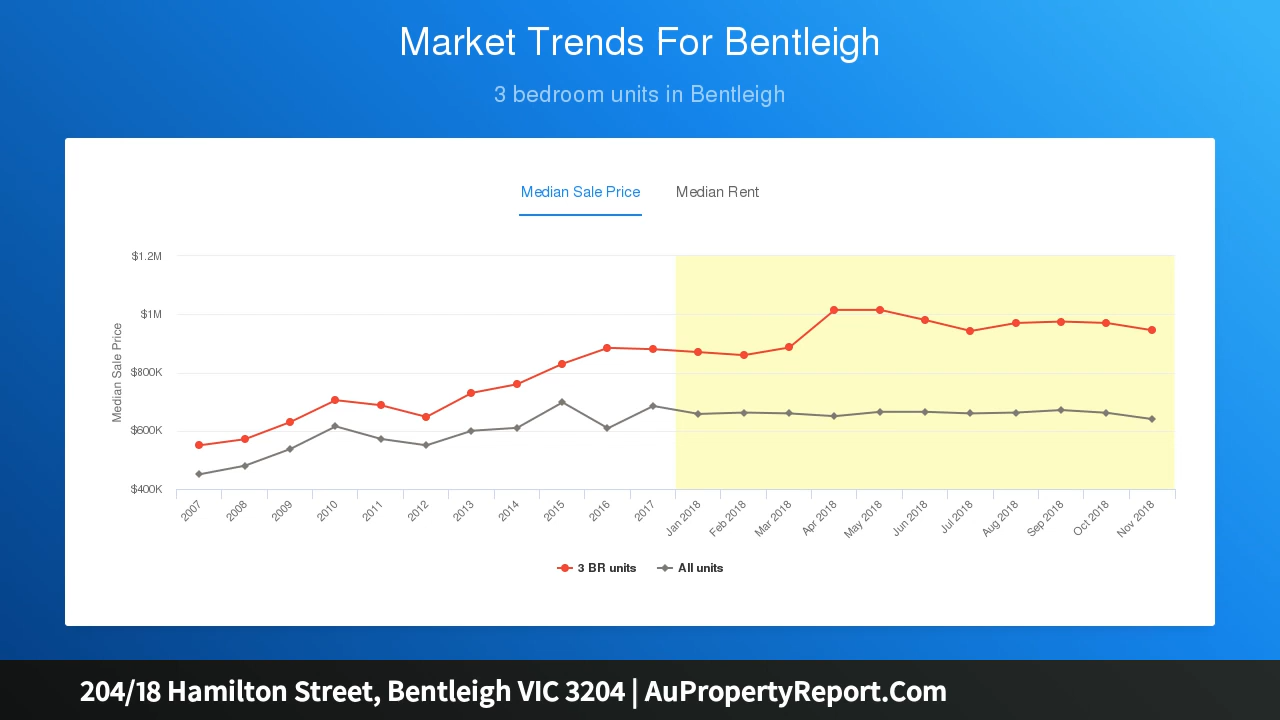 Market Trends For Bentleigh
3 bedroom units in Bentleigh
Median Sale Price Median Rent
Median Sale Price
$1.2M
$1M
$800K
$600K
$400K
2007 2008 2009 2010 2011 2012 2013 2014 2015 2016 2017 Jan 2018 Feb 2018 Mar 2018 Apr 2018 May 2018 Jun 2018 Jul 2018 Aug 2018 Sep 2018 Oct 2018 Nov 2018
3 BR units All units
204/18 Hamilton Street, Bentleigh VIC 3204 | AuPropertyReport.Com